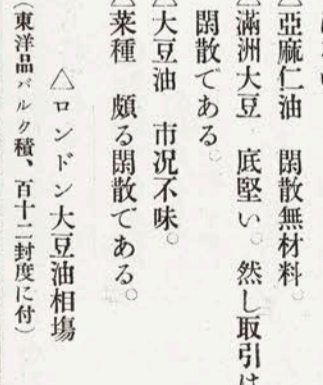 △亞麻仁油　閑散無材料。
△滿洲大豆　底堅い。然し取引は
閑散である。
△大豆油　市況不味。
△菜種　頗る閑散である。
△ロンドン大豆油相場
（東洋品バルク積、百十二封度に付）